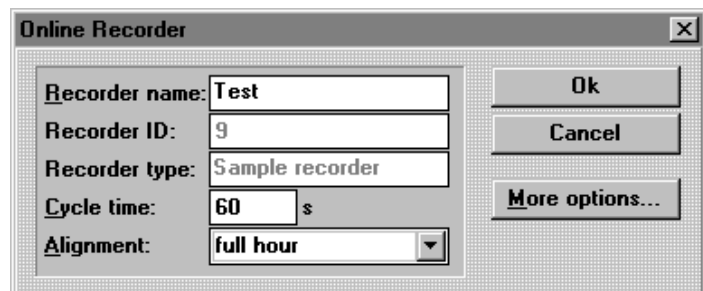 Online Recorder
Recorder name: Test
Recorder ID: 9
Recorder type: Sample recorder
Cycle time: 60 s
Alignment: full hour
Ok
Cancel
More options...